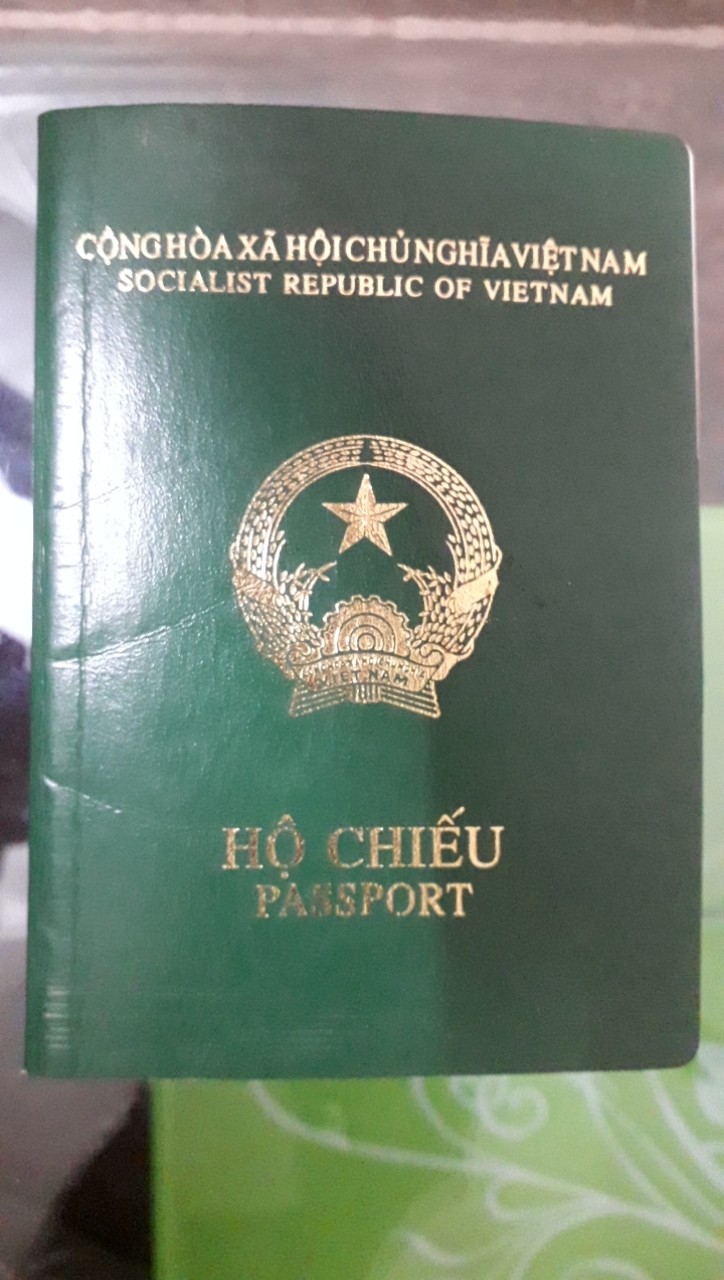 CỘNG HÒA XÃ HỘI CHỦ NGHĨA VIỆT NAM
SOCIALIST REPUBLIC OF VIETNAM
VIỆT NAM
HỘ CHIẾU
PASSPORT